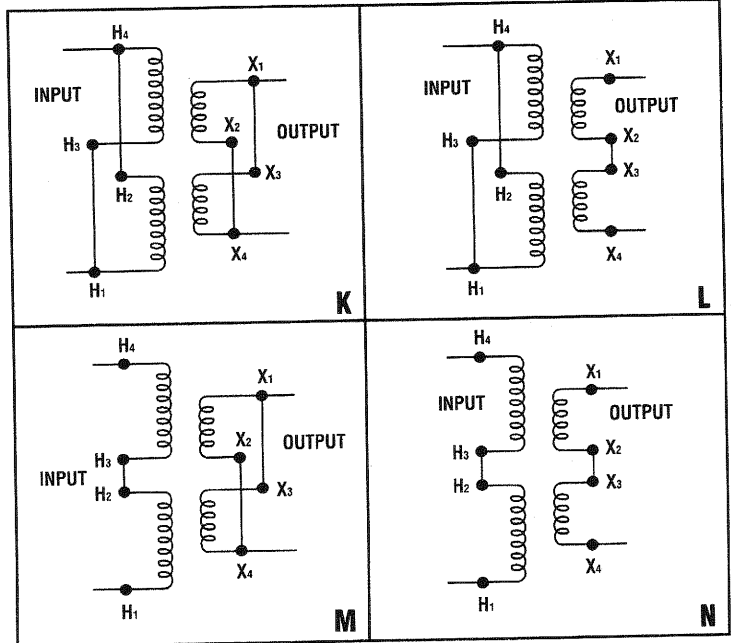 H4
INPUT
H3
H2
H1
X1
X2
OUTPUT
X3
X4
K
H4
INPUT
H3
H2
H1
X1
OUTPUT
X2
X3
X4
L
H4
H3
INPUT
H2
H1
X1
X2
OUTPUT
X3
X4
M
H4
INPUT
H3
H2
H1
X1
OUTPUT
X2
X3
X4
N